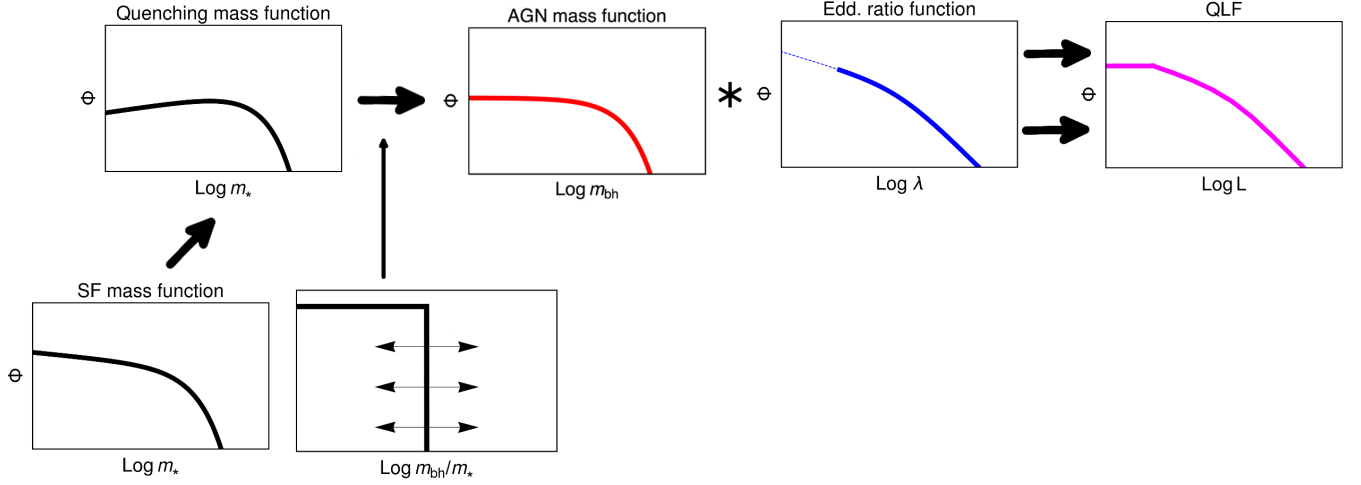 Quenching mass function
Φ
Log m*
AGN mass function
Φ
Log mbh
*
Edd. ratio function
Φ
Log λ
QLF
Φ
Log L
SF mass function
Φ
Log m*
Log mbh/m*